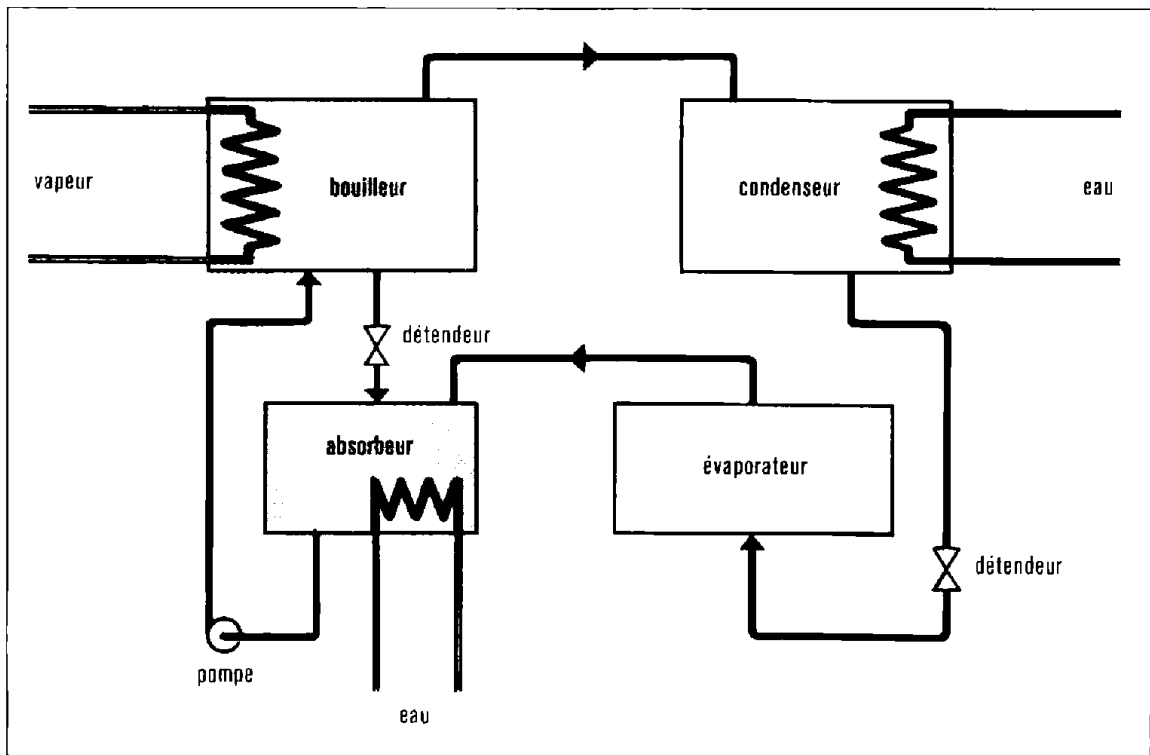 vapeur
bouilleur
condenseur
eau
détendeur
absorbeur
évaporateur
détendeur
pompe
eau